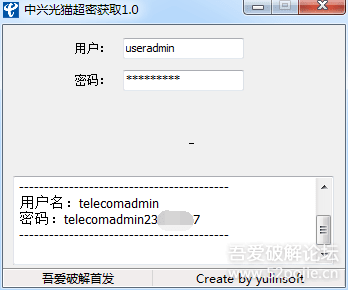 中兴光猫超密获取1.0
用户： useradmin
密码： *********
----------------------------------------
用户名：telecomadmin
密码：telecomadmin23 7
----------------------------------------
吾爱破解论坛
www.52pojie.cn
吾爱破解首发 Create by yulinsoft